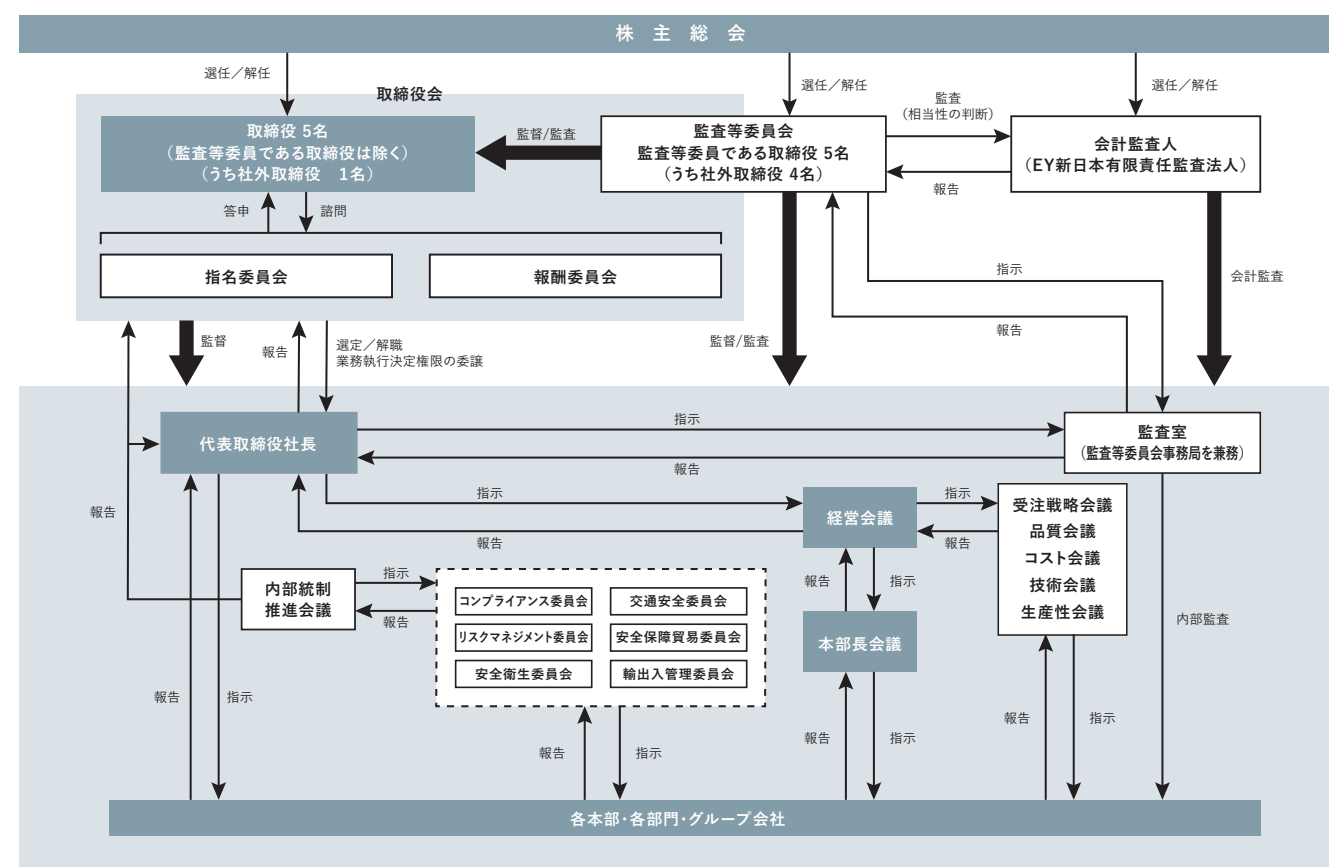 株 主 総 会
選任／解任
選任／解任
選任／解任
取締役会
取締役 5名
（監査等委員である取締役は除く）
（うち社外取締役　1名）
監督/監査
監査等委員会
監査等委員である取締役 5名
（うち社外取締役 4名）
監査
（相当性の判断）
報告
会計監査人
（EY新日本有限責任監査法人）
答申
諮問
指名委員会
報酬委員会
指示
会計監査
報告
監督
報告
選定／解職
業務執行決定権限の委譲
監督/監査
代表取締役社長
指示
報告
監査室
（監査等委員会事務局を兼務）
指示
報告
経営会議
指示
報告
受注戦略会議
品質会議
コスト会議
技術会議
生産性会議
報告
内部統制
推進会議
指示
報告
コンプライアンス委員会
交通安全委員会
リスクマネジメント委員会
安全保障貿易委員会
安全衛生委員会
輸出入管理委員会
報告
指示
本部長会議
内部監査
報告
指示
報告
指示
報告
指示
報告
指示
各本部・各部門・グループ会社